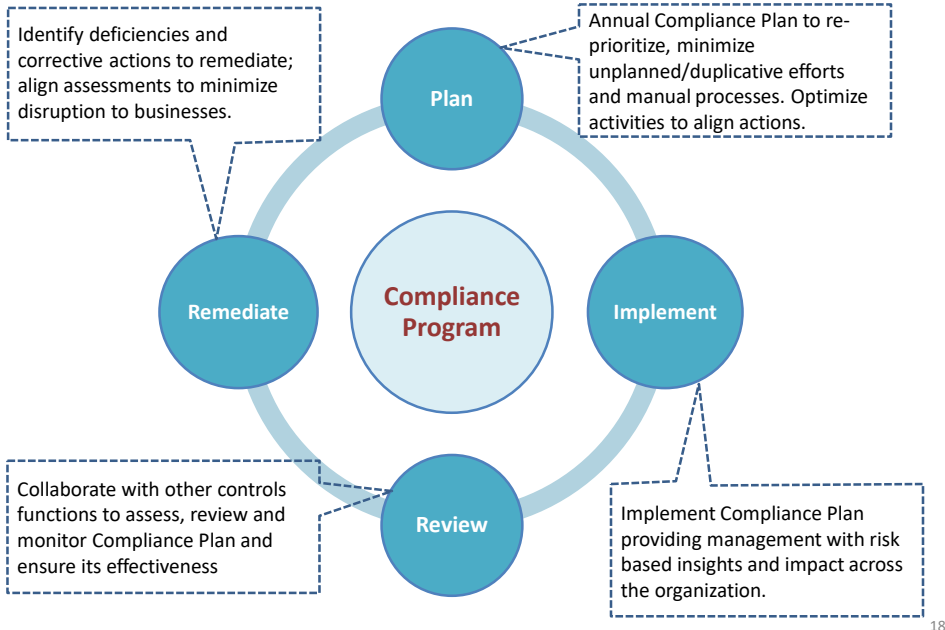 Identify deficiencies and
corrective actions to remediate;
align assessments to minimize
disruption to businesses.
Annual Compliance Plan to re-
prioritize, minimize
unplanned/duplicative efforts
and manual processes. Optimize
activities to align actions.
Plan
Remediate
Compliance
Program
Implement
Review
Collaborate with other controls
functions to assess, review and
monitor Compliance Plan and
ensure its effectiveness
Implement Compliance Plan
providing management with risk
based insights and impact across
the organization.
18